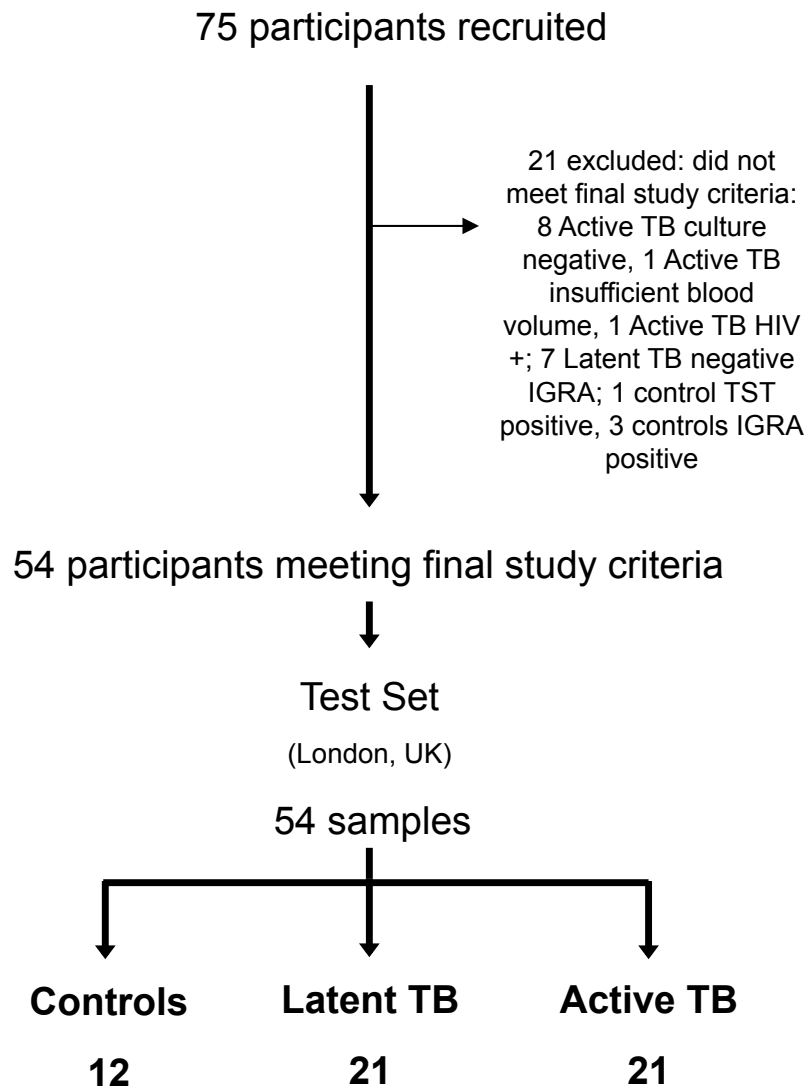 75 participants recruited
21 excluded: did not
meet final study criteria:
8 Active TB culture
negative, 1 Active TB
insufficient blood
volume, 1 Active TB HIV
+; 7 Latent TB negative
IGRA; 1 control TST
positive, 3 controls IGRA
positive
54 participants meeting final study criteria
Test Set
(London, UK)
54 samples
Controls Latent TB Active TB
12 21 21